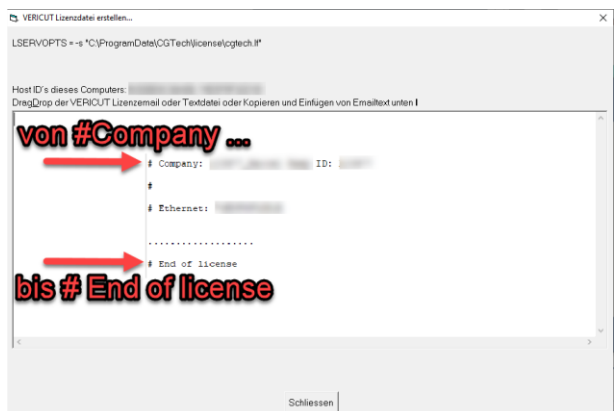 VERICUT Lizenzdatei erstellen...
LSERVOPTS = -s "C:\ProgramData\CGTech\license\cgtech.lf"
Host ID's dieses Computers:
DragDrop der VERICUT Lizenzemail oder Textdatei oder Kopieren und Einfügen von Emailtext unten !
von #Company ...
# Company: ID:
#
# Ethernet:
...................
# End of license
bis # End of license
Schliessen